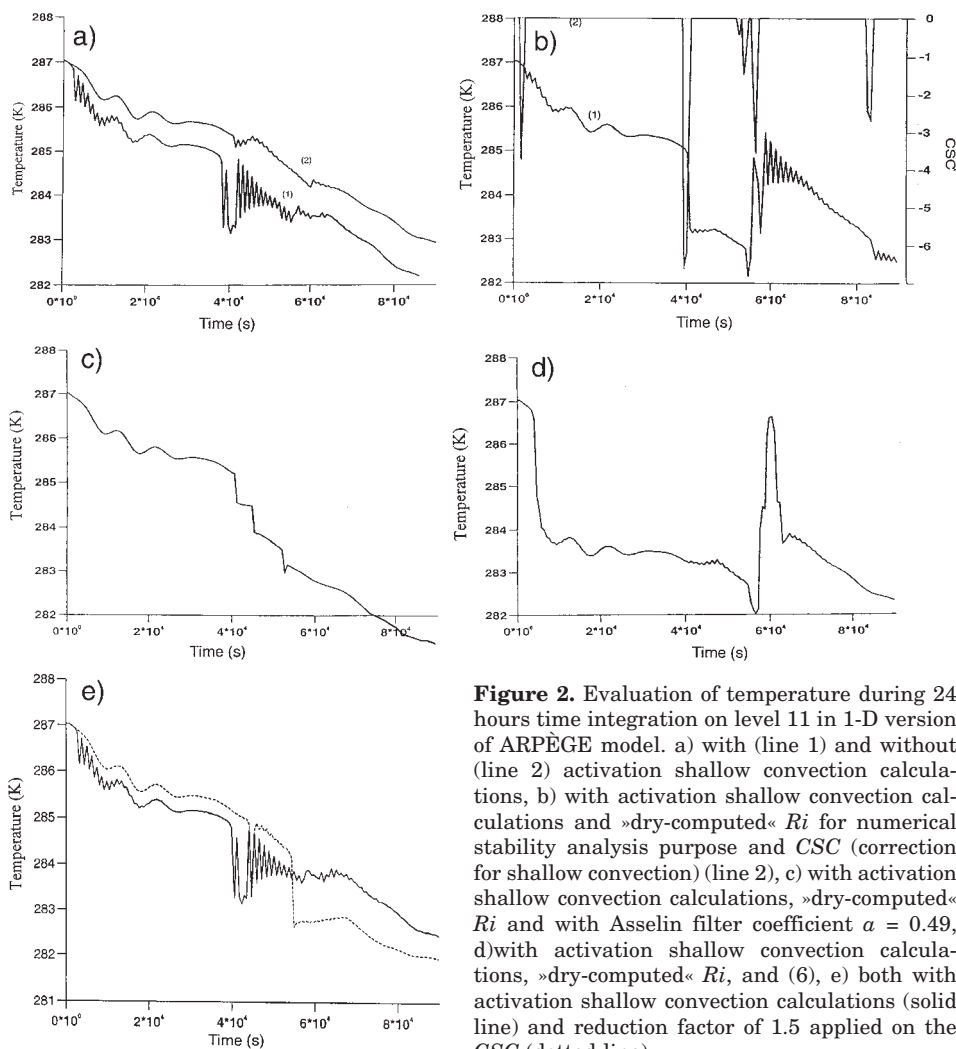 a)
288
287
286
285
284
283
282
Temperature (K)
(2)
(1)
0*10⁰
2*10⁴
4*10⁴
6*10⁴
8*10⁴
Time (s)
b)
288
287
286
285
284
283
282
Temperature (K)
(2)
(1)
0
-1
-2
-3
-4
-5
-6
CSC
0*10⁰
2*10⁴
4*10⁴
6*10⁴
8*10⁴
Time (s)
c)
288
287
286
285
284
283
282
Temperature (K)
0*10⁰
2*10⁴
4*10⁴
6*10⁴
8*10⁴
Time (s)
d)
288
287
286
285
284
283
282
Temperature (K)
0*10⁰
2*10⁴
4*10⁴
6*10⁴
8*10⁴
Time (s)
e)
288
287
286
285
284
283
282
281
Temperature (K)
0*10⁰
2*10⁴
4*10⁴
6*10⁴
8*10⁴
Time (s)
Figure 2. Evaluation of temperature during 24
hours time integration on level 11 in 1-D version
of ARPÈGE model. a) with (line 1) and without
(line 2) activation shallow convection calcula-
tions, b) with activation shallow convection cal-
culations and »dry-computed« Ri for numerical
stability analysis purpose and CSC (correction
for shallow convection) (line 2), c) with activation
shallow convection calculations, »dry-computed«
Ri and with Asselin filter coefficient a = 0.49,
d)with activation shallow convection calcula-
tions, »dry-computed« Ri, and (6), e) both with
activation shallow convection calculations (solid
line) and reduction factor of 1.5 applied on the
CSC (dotted line)